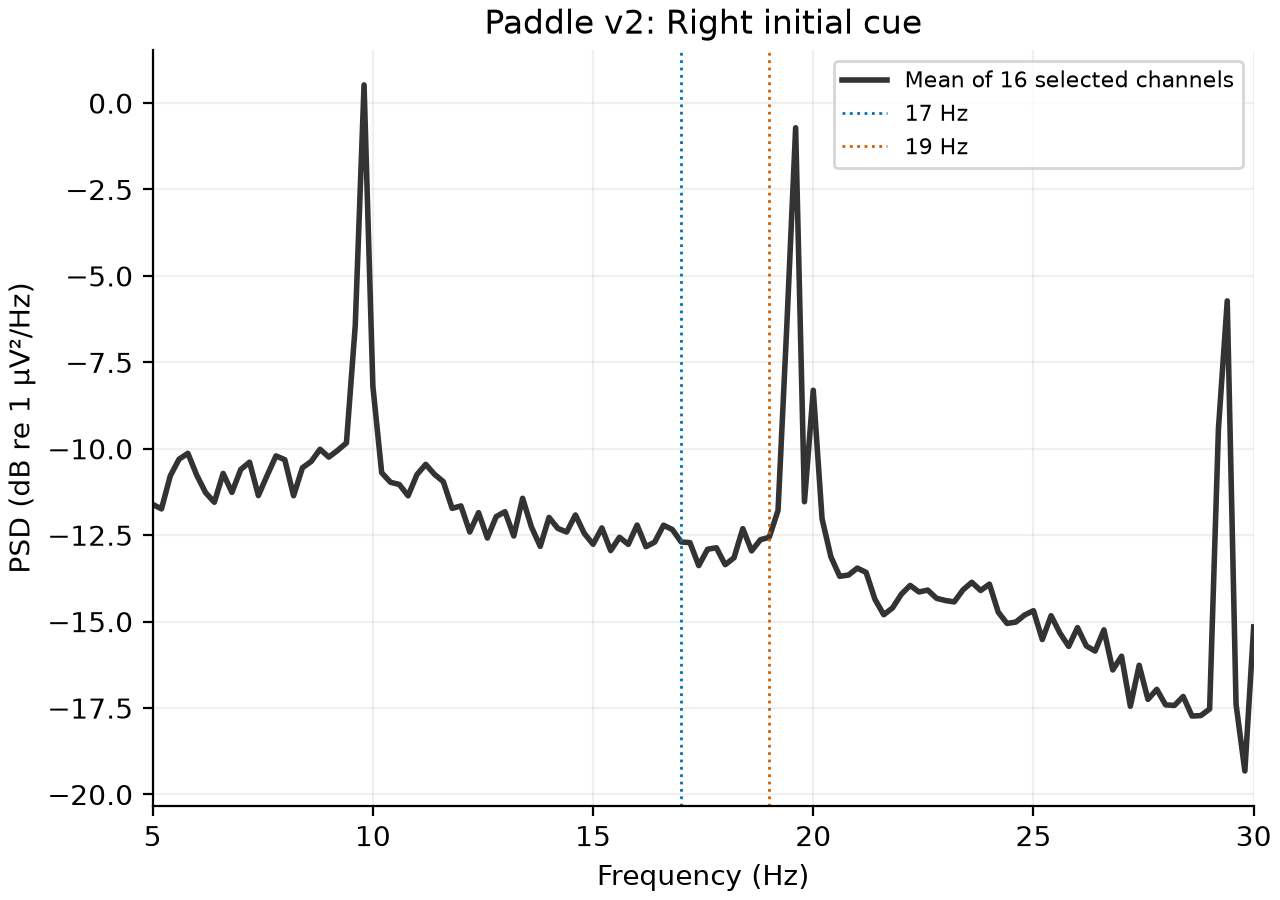 Paddle v2: Right initial cue
Mean of 16 selected channels
17 Hz
19 Hz
PSD (dB re 1 µV²/Hz)
0.0
−2.5
−5.0
−7.5
−10.0
−12.5
−15.0
−17.5
−20.0
5
10
15
20
25
30
Frequency (Hz)